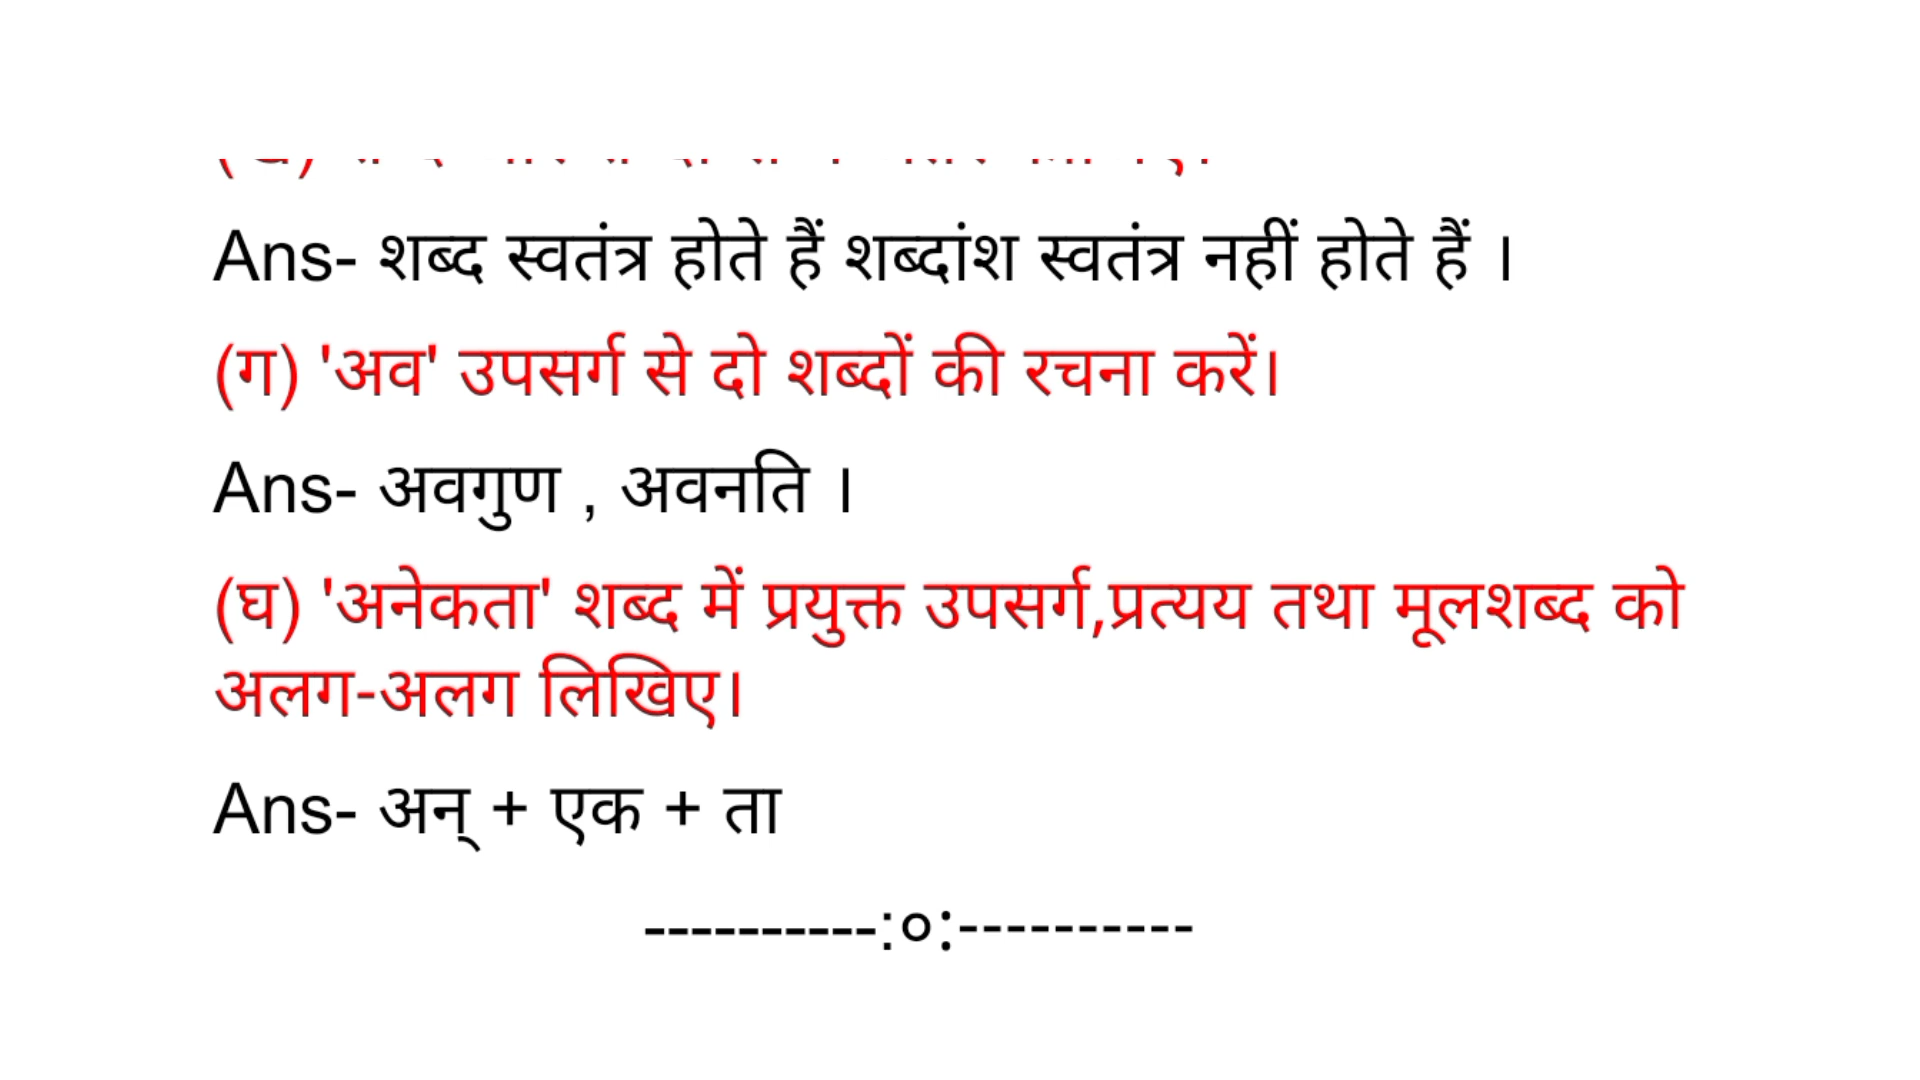 Ans- शब्द स्वतंत्र होते हैं शब्दांश स्वतंत्र नहीं होते हैं ।
(ग) 'अव' उपसर्ग से दो शब्दों की रचना करें।
Ans- अवगुण , अवनति ।
(घ) 'अनेकता' शब्द में प्रयुक्त उपसर्ग,प्रत्यय तथा मूलशब्द को
अलग-अलग लिखिए।
Ans- अन् + एक + ता
----------:०:----------